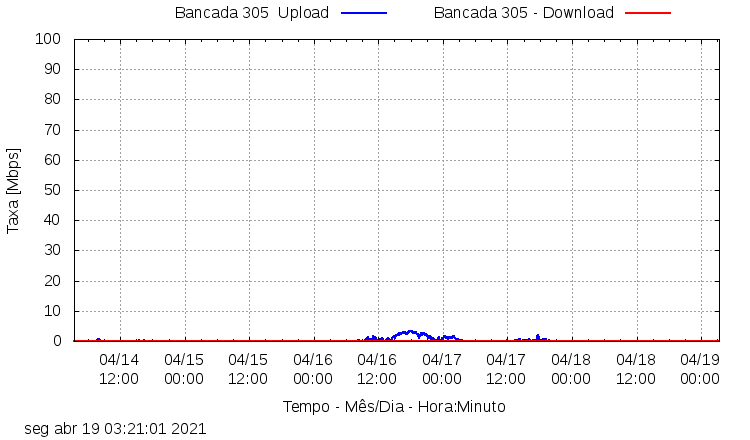 Bancada 305  Upload
Bancada 305 - Download
100
90
80
70
60
50
40
30
20
10
0
Taxa [Mbps]
04/14 04/15 04/15 04/16 04/16 04/17 04/17 04/18 04/18 04/19
12:00 00:00 12:00 00:00 12:00 00:00 12:00 00:00 12:00 00:00
Tempo - Mês/Dia - Hora:Minuto
seg abr 19 03:21:01 2021